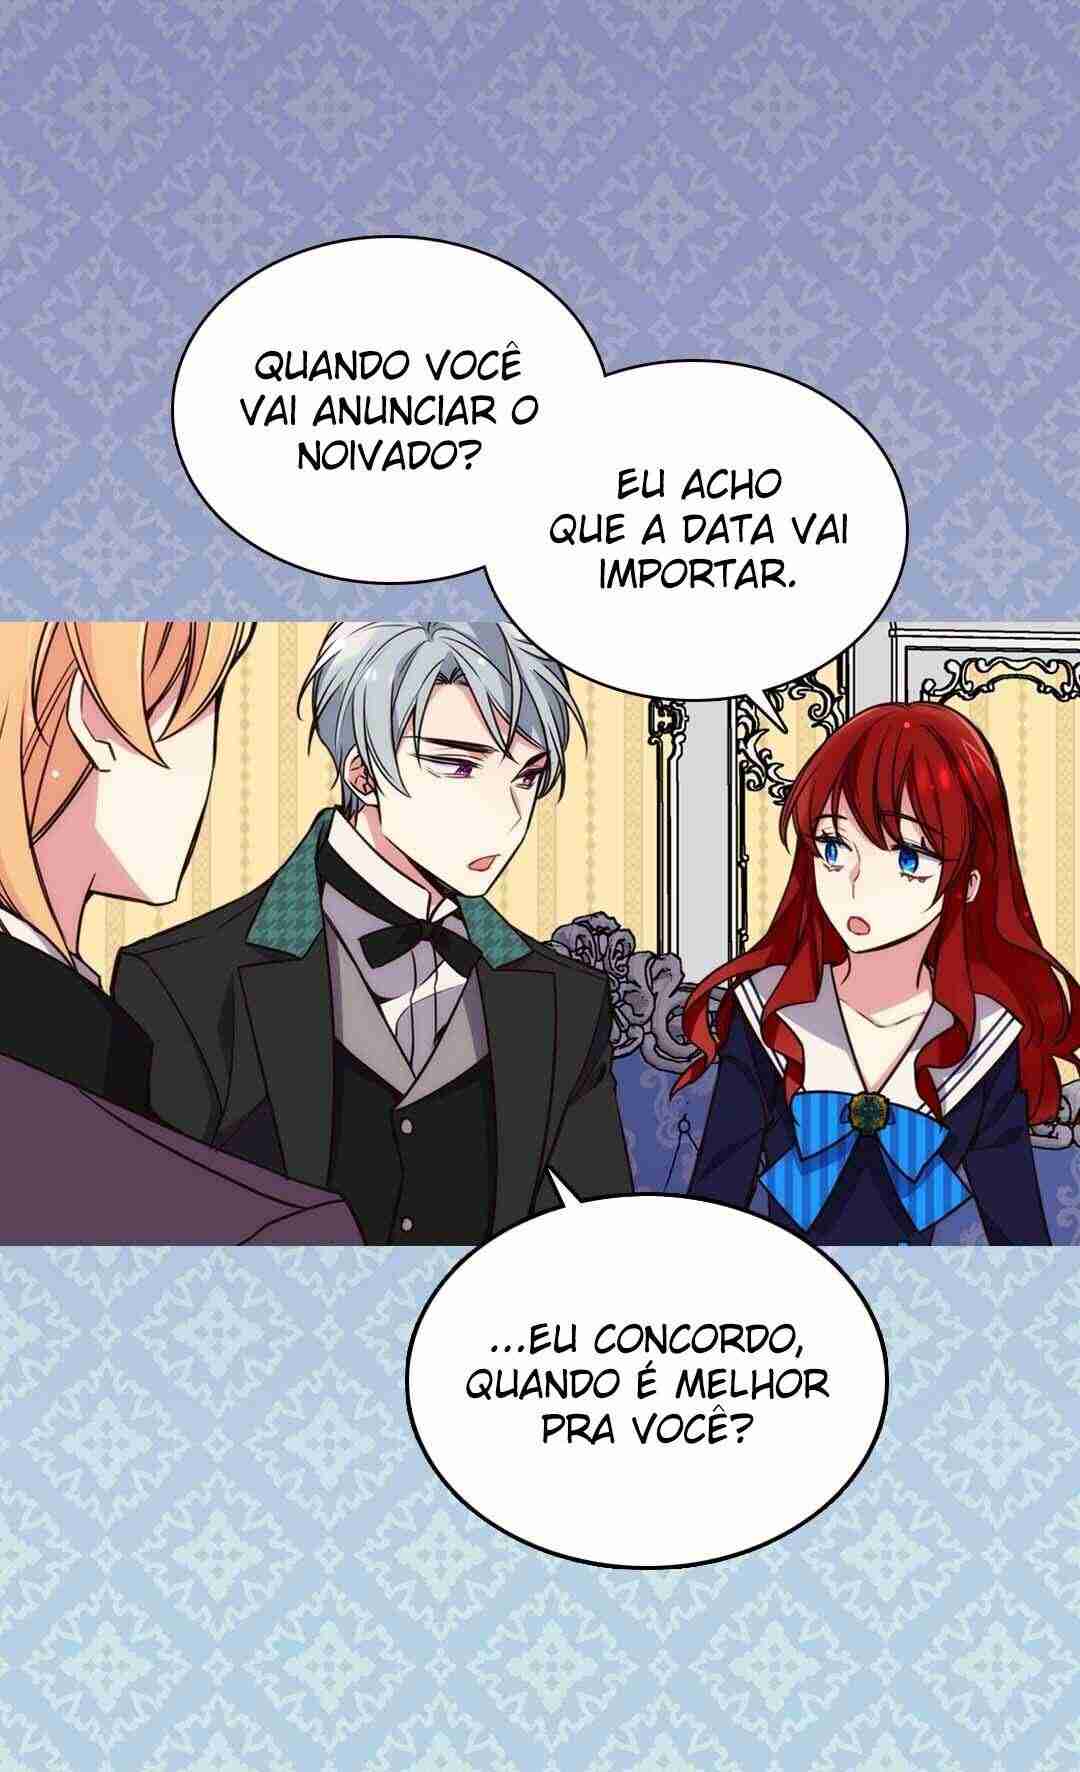 QUANDO VOCÊ
VAI ANUNCIAR O
NOIVADO?
EU ACHO
QUE A DATA VAI
IMPORTAR.
...EU CONCORDO,
QUANDO É MELHOR
PRA VOCÊ?